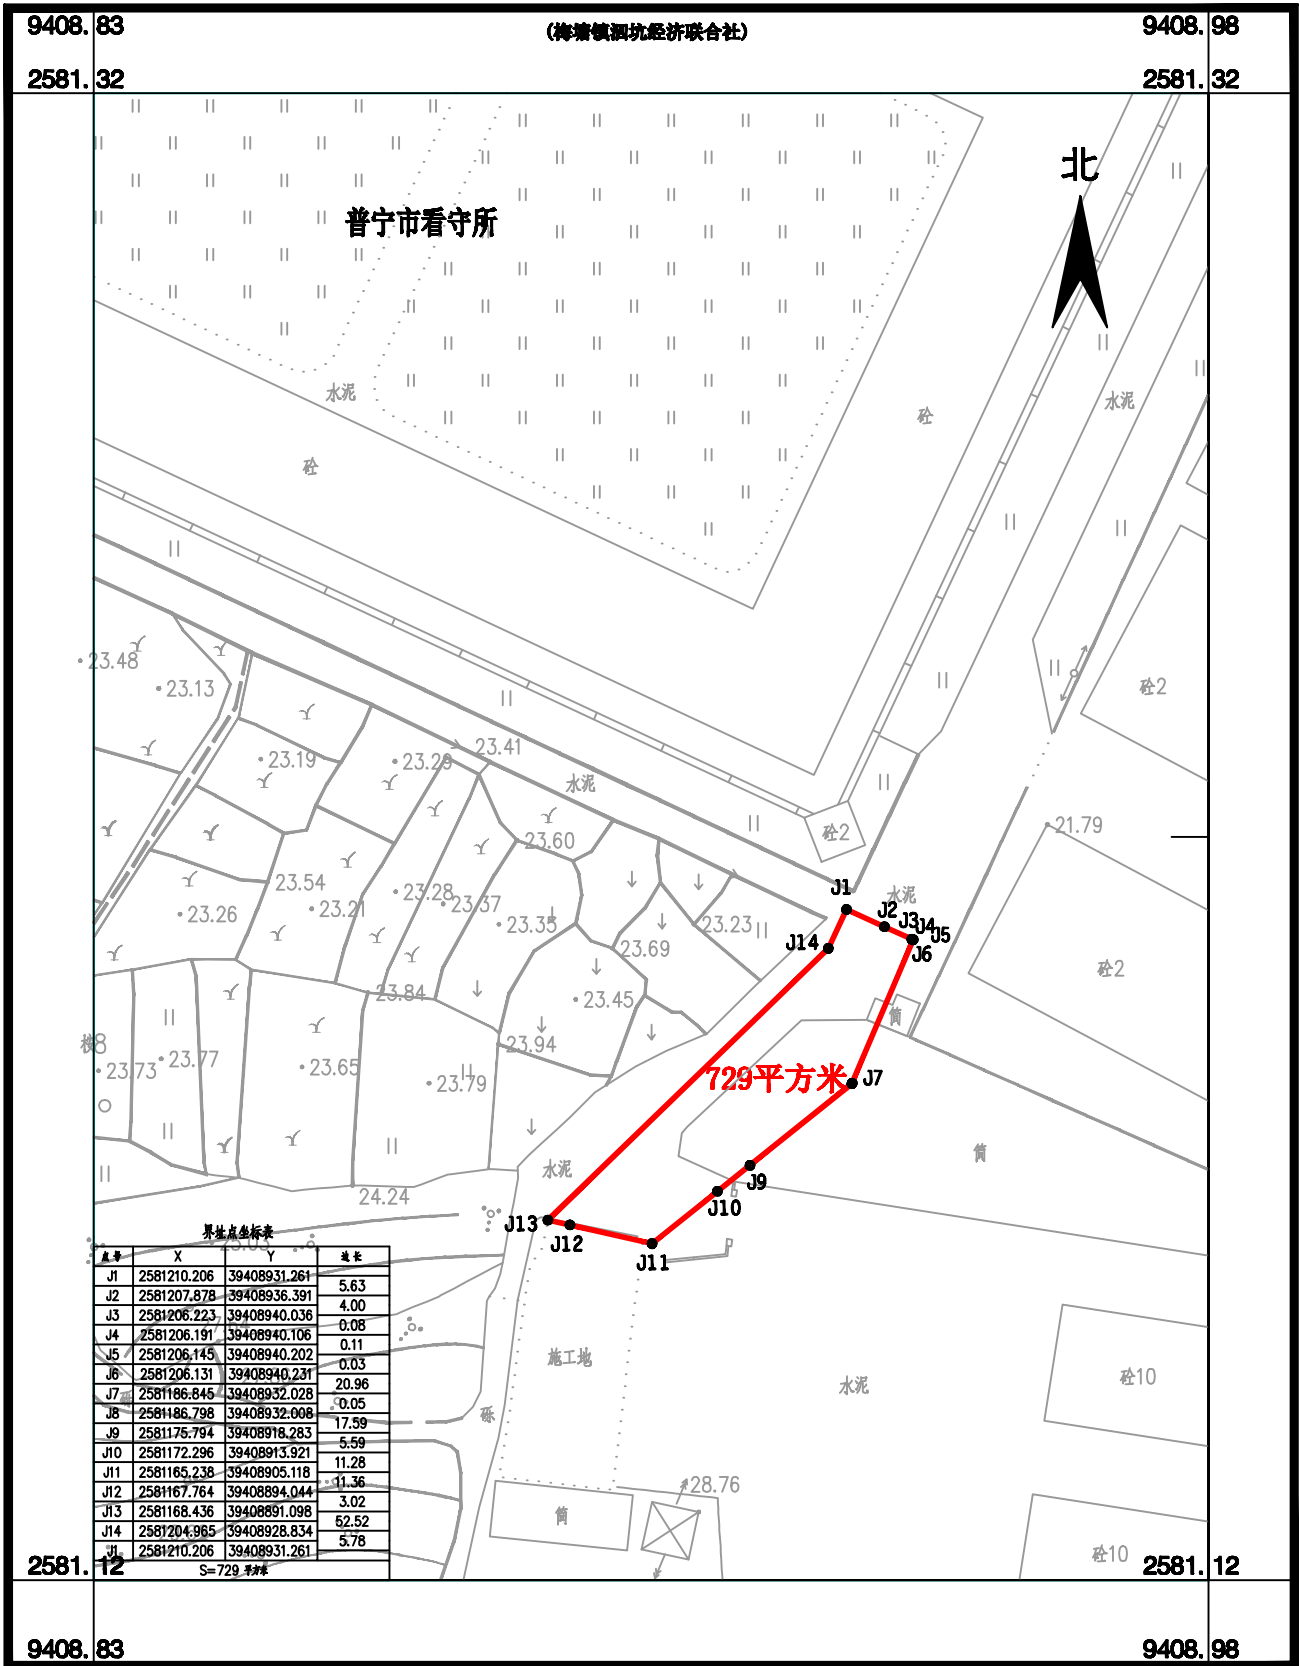 9408.83
(梅塘镇泗坑经济联合社)
9408.98
2581.32
2581.32
北
普宁市看守所
水泥
水泥
砼
砼
23.48
23.13
砼2
23.41
23.19
23.29
水泥
砼2
21.79
23.60
23.54
23.28
23.21
23.37
23.26
23.35
23.23
水泥
J1
J2
J3
J4
J5
J6
J14
23.69
砼2
23.84
23.45
简
23.94
23.73
23.77
23.65
23.79
729平方米
J7
简
水泥
J9
24.24
J10
J13
J12
J11
界址点坐标表
点号 X Y 边长
J1 2581210.206 39408931.261
5.63
J2 2581207.878 39408936.391
4.00
J3 2581206.223 39408940.036
0.08
J4 2581206.191 39408940.106
0.11
J5 2581206.145 39408940.202
0.03
J6 2581206.131 39408940.231
20.96
J7 2581186.845 39408932.028
0.05
J8 2581186.798 39408932.008
17.59
J9 2581175.794 39408918.283
5.59
J10 2581172.296 39408913.921
11.28
J11 2581165.238 39408905.118
11.36
J12 2581167.764 39408894.044
3.02
J13 2581168.436 39408891.098
52.52
J14 2581204.965 39408928.834
5.78
J1 2581210.206 39408931.261
S=729 平方米
施工地
水泥
砼10
砾
28.76
简
砼10
2581.12
2581.12
9408.83
9408.98